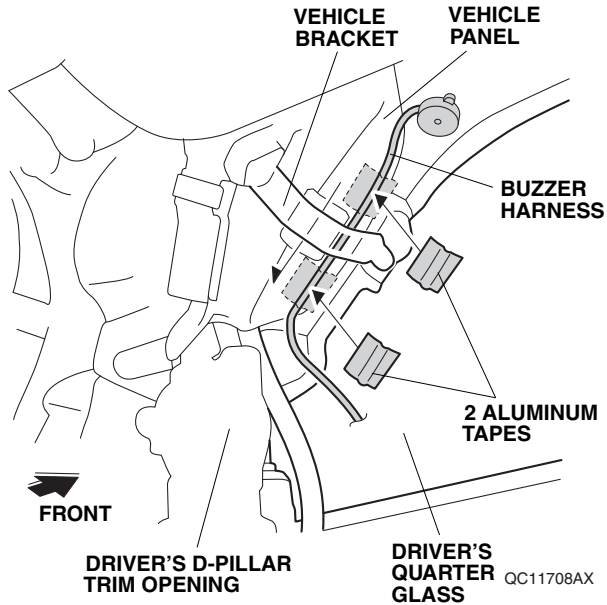 VEHICLE
BRACKET
VEHICLE
PANEL
BUZZER
HARNESS
2 ALUMINUM
TAPES
FRONT
DRIVER'S D-PILLAR
TRIM OPENING
DRIVER'S
QUARTER
GLASS
QC11708AX